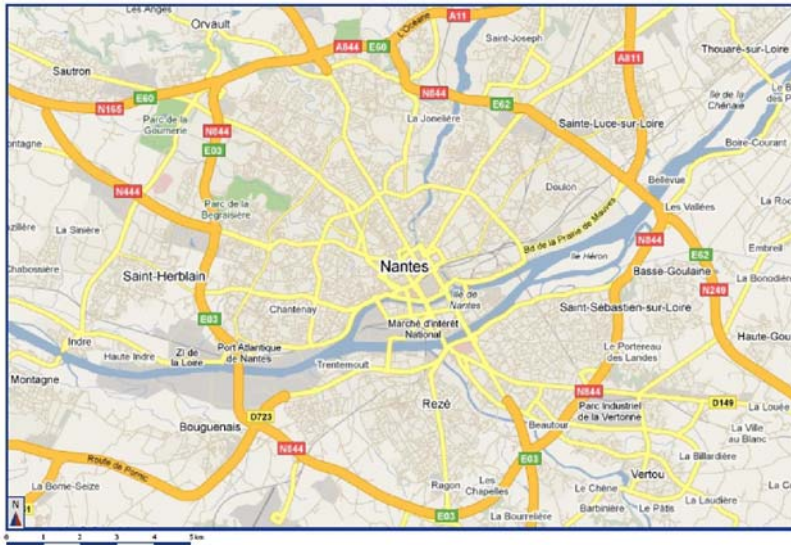 Les Anges
Orvault
L'Océane
A11
A844
E60
Saint-Joseph
A811
Thouaré-sur-Loire
Sautron
E60
N165
N844
E62
La Jonelière
Ile de la
Chénaie
Parc de la
Gournerie
N844
E03
Sainte-Luce-sur-Loire
Boire-Courant
N444
Parc de la
Bégraisière
Doulon
Bellevue
Les Vallées
La Sinière
Bd de la Prairie de Mauves
N844
Embreil
Chabossière
Saint-Herblain
Nantes
Ile Héron
Basse-Goulaine
E62
La Bonodière
N249
Chantenay
Ile de
Nantes
Saint-Sébastien-sur-Loire
E03
Marché d'intérêt
National
Indre
Haute Indre
ZI de
la Loire
Port Atlantique
de Nantes
Trentemoult
Le Portereau
des Landes
Haute-Gou
Montagne
Rezé
N844
D149
La Louée
Parc Industriel
de la Vertonne
Bouguenais
D723
Beautour
La Ville
au Blanc
N844
E03
La Billardière
Route de Pornic
Vertou
La Borne-Seize
Ragon
Les
Chapelles
Le Chêne
La Laudière
Barbinière
Le Pâtis
E03
La Bourrelière
N
0 1 2 3 4 5 km